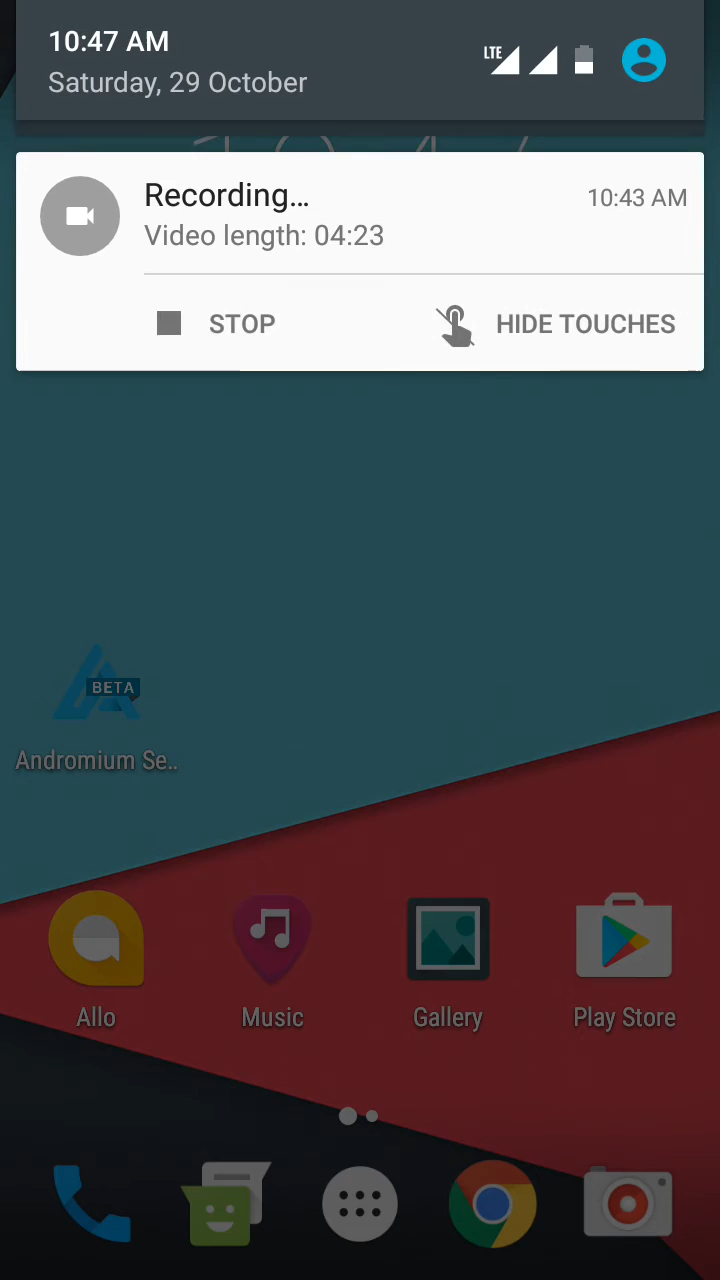 10:47 AM
LTE
Saturday, 29 October
Recording…
10:43 AM
Video length: 04:23
STOP
HIDE TOUCHES
BETA
Andromium Se..
Allo
Music
Gallery
Play Store